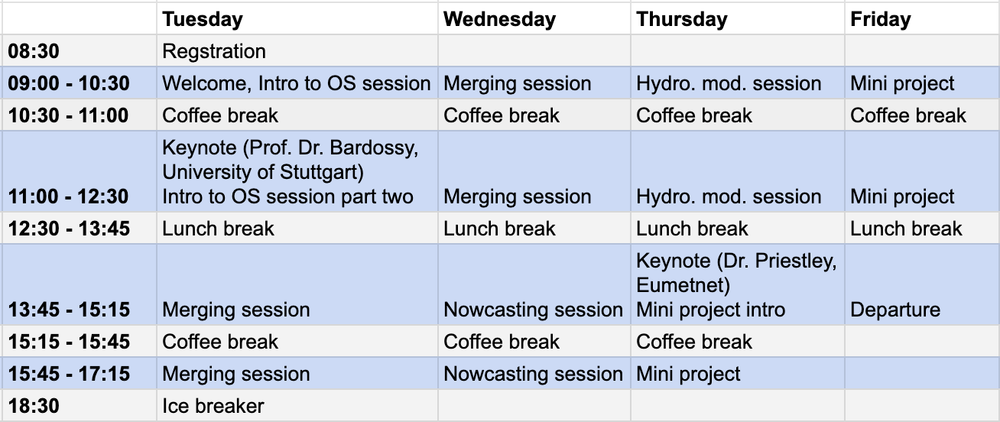 Tuesday Wednesday Thursday Friday
08:30 Regstration
09:00 - 10:30 Welcome, Intro to OS session Merging session Hydro. mod. session Mini project
10:30 - 11:00 Coffee break Coffee break Coffee break Coffee break
Keynote (Prof. Dr. Bardossy,
University of Stuttgart)
11:00 - 12:30 Intro to OS session part two Merging session Hydro. mod. session Mini project
12:30 - 13:45 Lunch break Lunch break Lunch break Lunch break
Keynote (Dr. Priestley,
Eumetnet)
13:45 - 15:15 Merging session Nowcasting session Mini project intro Departure
15:15 - 15:45 Coffee break Coffee break Coffee break
15:45 - 17:15 Merging session Nowcasting session Mini project
18:30 Ice breaker